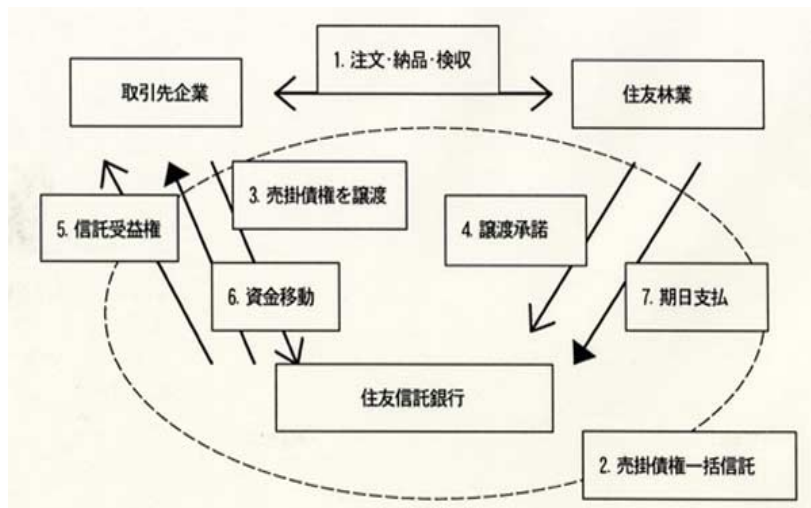 1. 注文・納品・検収
取引先企業
住友林業
3. 売掛債権を譲渡
5. 信託受益権
4. 譲渡承諾
6. 資金移動
7. 期日支払
住友信託銀行
2. 売掛債権一括信託